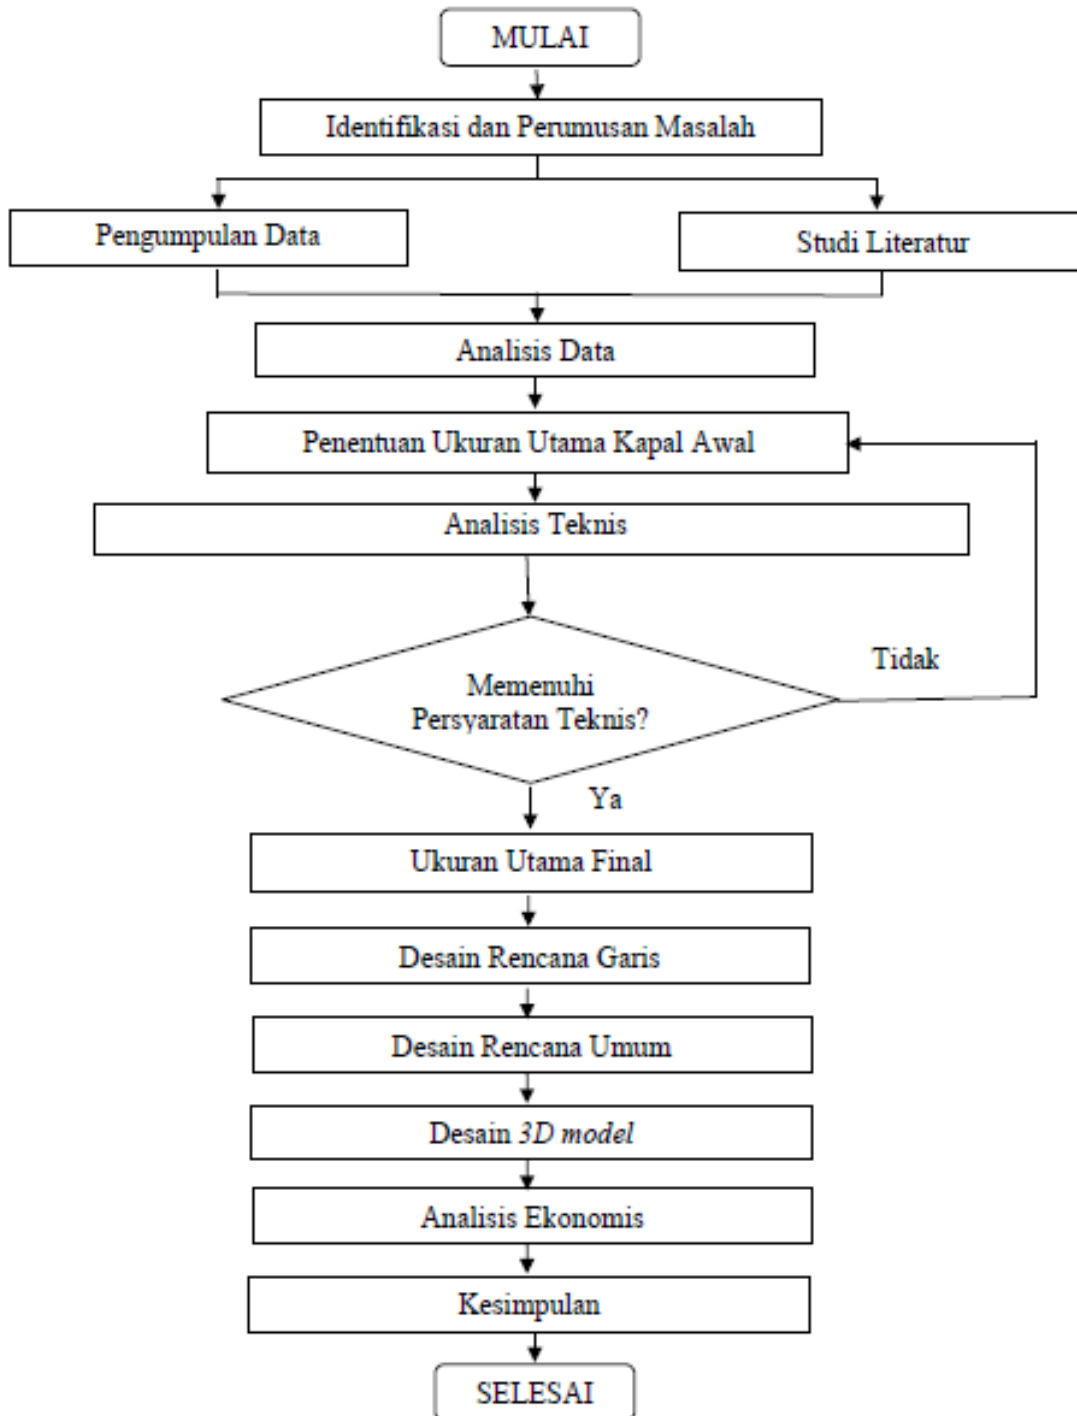 MULAI
Identifikasi dan Perumusan Masalah
Pengumpulan Data
Studi Literatur
Analisis Data
Penentuan Ukuran Utama Kapal Awal
Analisis Teknis
Tidak
Memenuhi
Persyaratan Teknis?
Ya
Ukuran Utama Final
Desain Rencana Garis
Desain Rencana Umum
Desain 3D model
Analisis Ekonomis
Kesimpulan
SELESAI